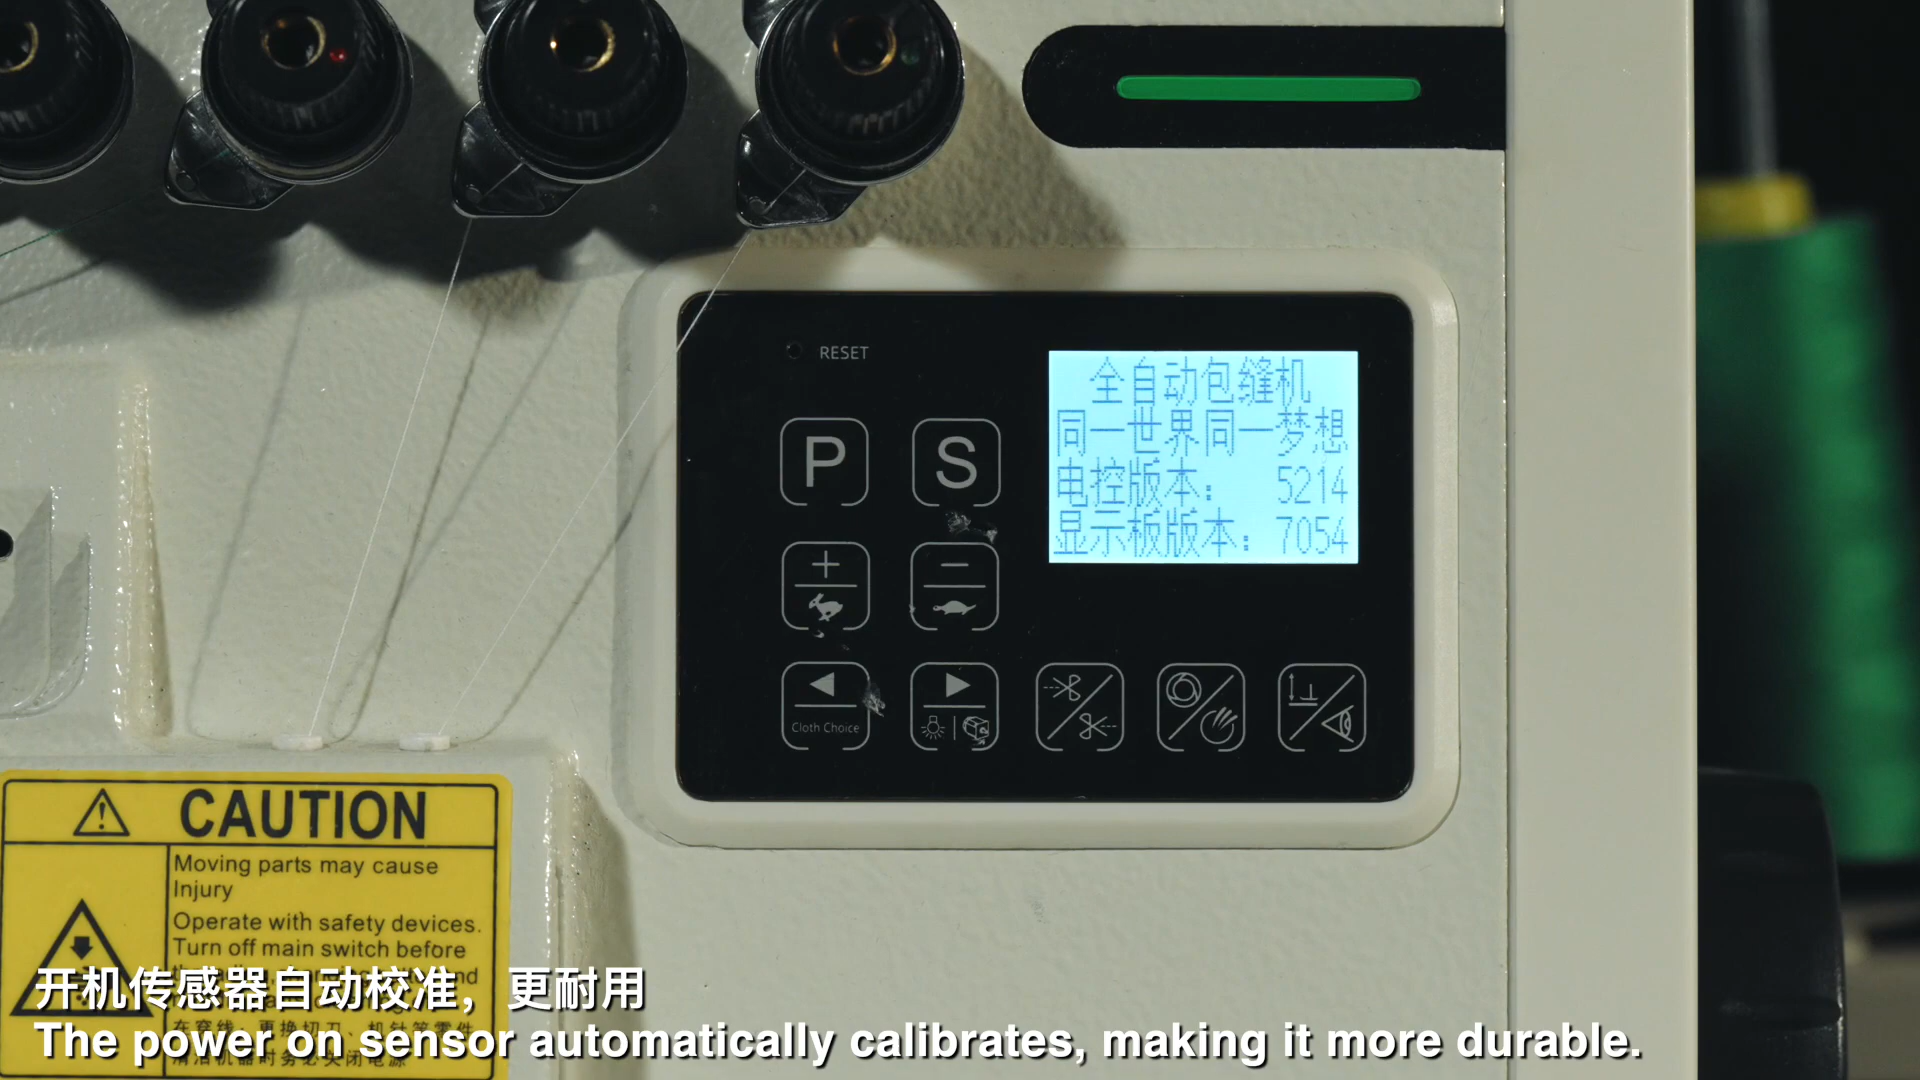 RESET
全自动包缝机
同一世界同一梦想
电控版本： 5214
显示板版本： 7054
P
S
Cloth Choice
CAUTION
Moving parts may cause
Injury
Operate with safety devices.
Turn off main switch before
开机传感器自动校准，更耐用
The power on sensor automatically calibrates, making it more durable.